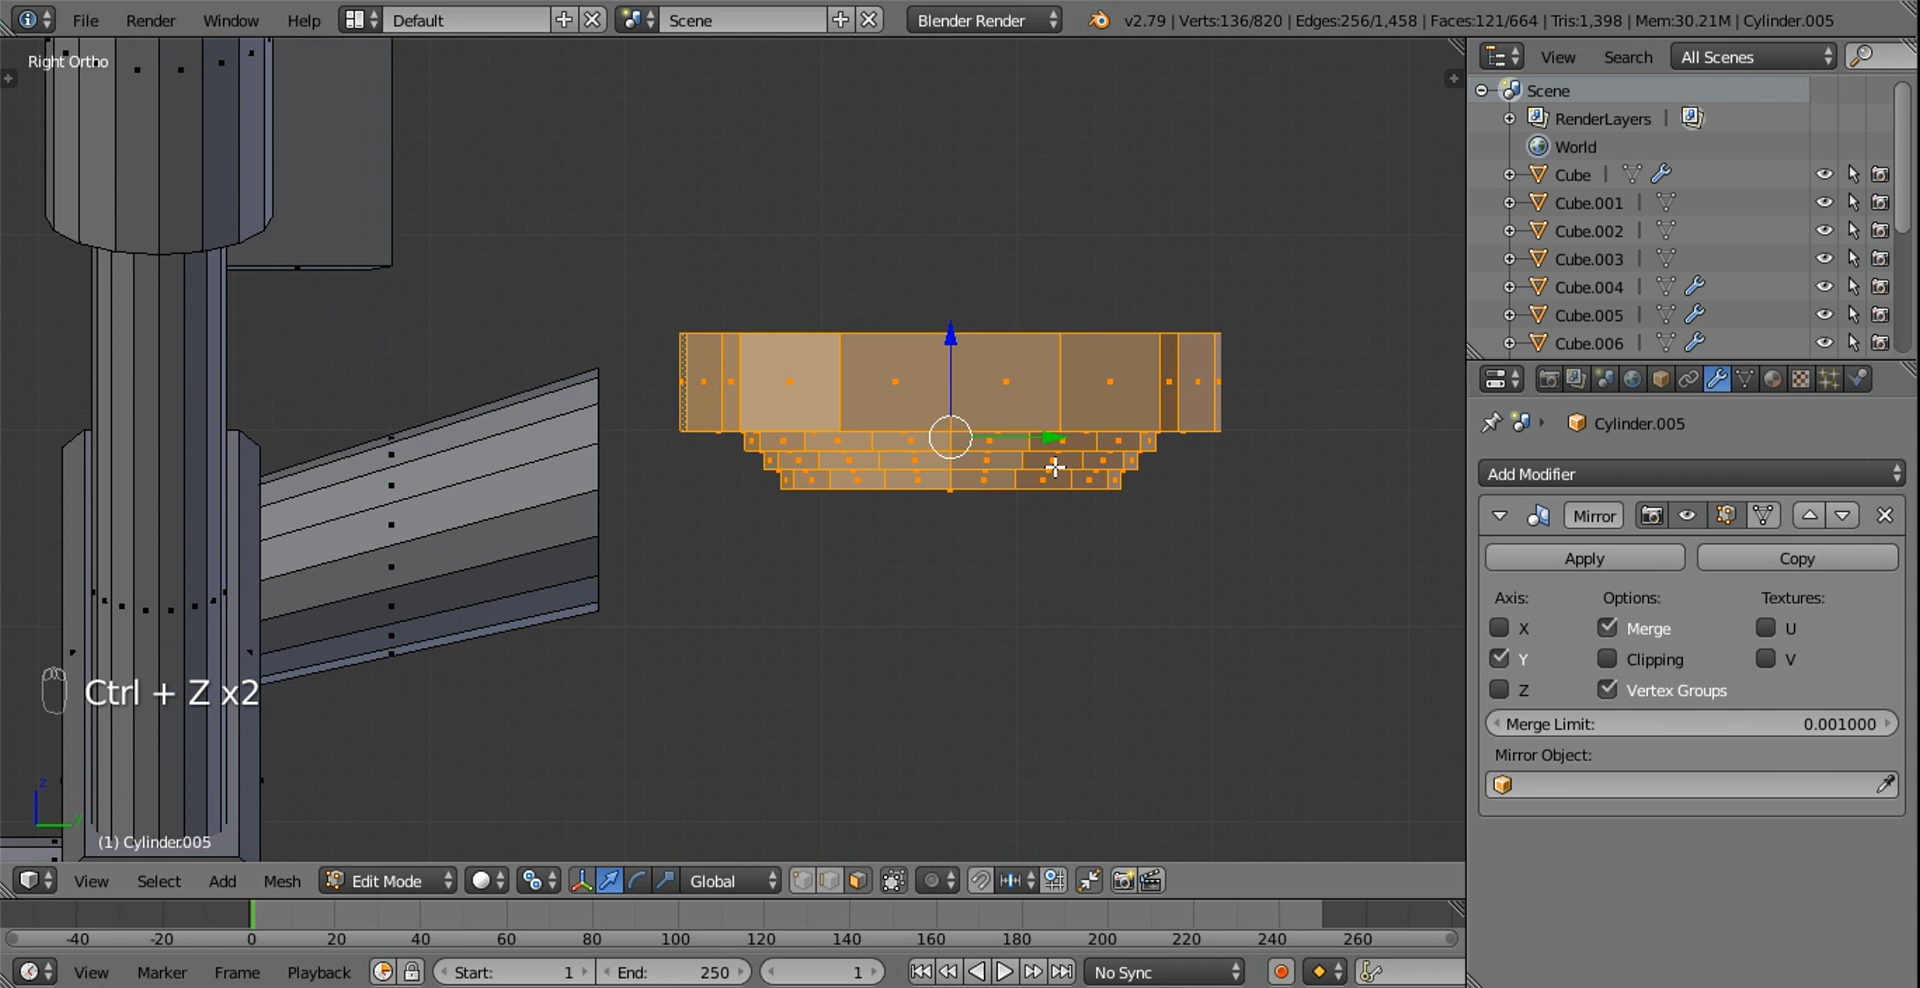 File Render Window Help Default Scene Blender Render v2.79 | Verts:136/820 | Edges:256/1,458 | Faces:121/664 | Tris:1,398 | Mem:30.21M | Cylinder.005
Right Ortho
View Search All Scenes
Scene
RenderLayers |
World
Cube |
Cube.001 |
Cube.002 |
Cube.003 |
Cube.004 |
Cube.005 |
Cube.006 |
Cylinder.005
Add Modifier
Mirror
Apply Copy
Axis: Options: Textures:
X Merge U
Y Clipping V
Z Vertex Groups
Merge Limit: 0.001000
Mirror Object:
Ctrl + Z x2
z
y
(1) Cylinder.005
View Select Add Mesh Edit Mode Global
-40 -20 0 20 40 60 80 100 120 140 160 180 200 220 240 260
View Marker Frame Playback Start: 1 End: 250 1 No Sync